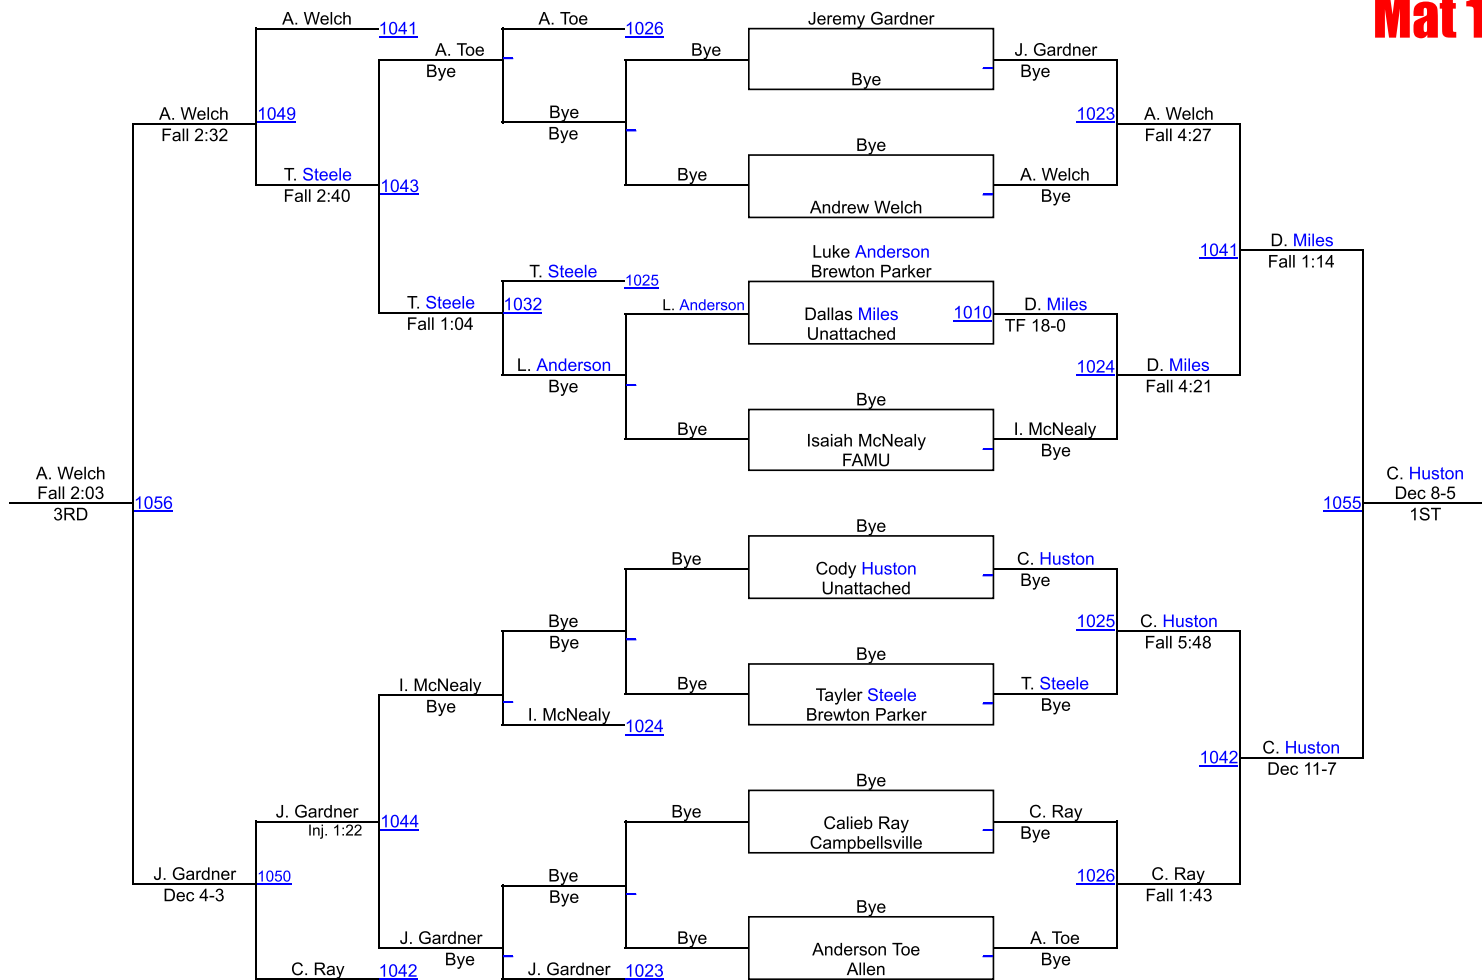 Mat 1
A. Welch
1041
A. Toe
1026
Jeremy Gardner
A. Toe
Bye
Bye
Bye
J. Gardner
Bye
A. Welch
Fall 2:32
1049
Bye
Bye
1023
A. Welch
Fall 4:27
T. Steele
Fall 2:40
1043
Bye
Bye
Andrew Welch
A. Welch
Bye
Luke Anderson
Brewton Parker
1041
D. Miles
Fall 1:14
T. Steele
1025
T. Steele
Fall 1:04
1032
L. Anderson
Dallas Miles
Unattached
1010
D. Miles
TF 18-0
L. Anderson
Bye
1024
D. Miles
Fall 4:21
Bye
Bye
Isaiah McNealy
FAMU
I. McNealy
Bye
A. Welch
Fall 2:03
3RD
1056
1055
C. Huston
Dec 8-5
1ST
Bye
Bye
Cody Huston
Unattached
C. Huston
Bye
Bye
Bye
1025
C. Huston
Fall 5:48
Bye
Bye
Tayler Steele
Brewton Parker
T. Steele
Bye
I. McNealy
Bye
I. McNealy
1024
1042
C. Huston
Dec 11-7
Bye
J. Gardner
Inj. 1:22
1044
Bye
Calieb Ray
Campbellsville
C. Ray
Bye
J. Gardner
Dec 4-3
1050
Bye
Bye
1026
C. Ray
Fall 1:43
Bye
J. Gardner
Bye
Bye
Anderson Toe
Allen
A. Toe
Bye
C. Ray
1042
J. Gardner
1023